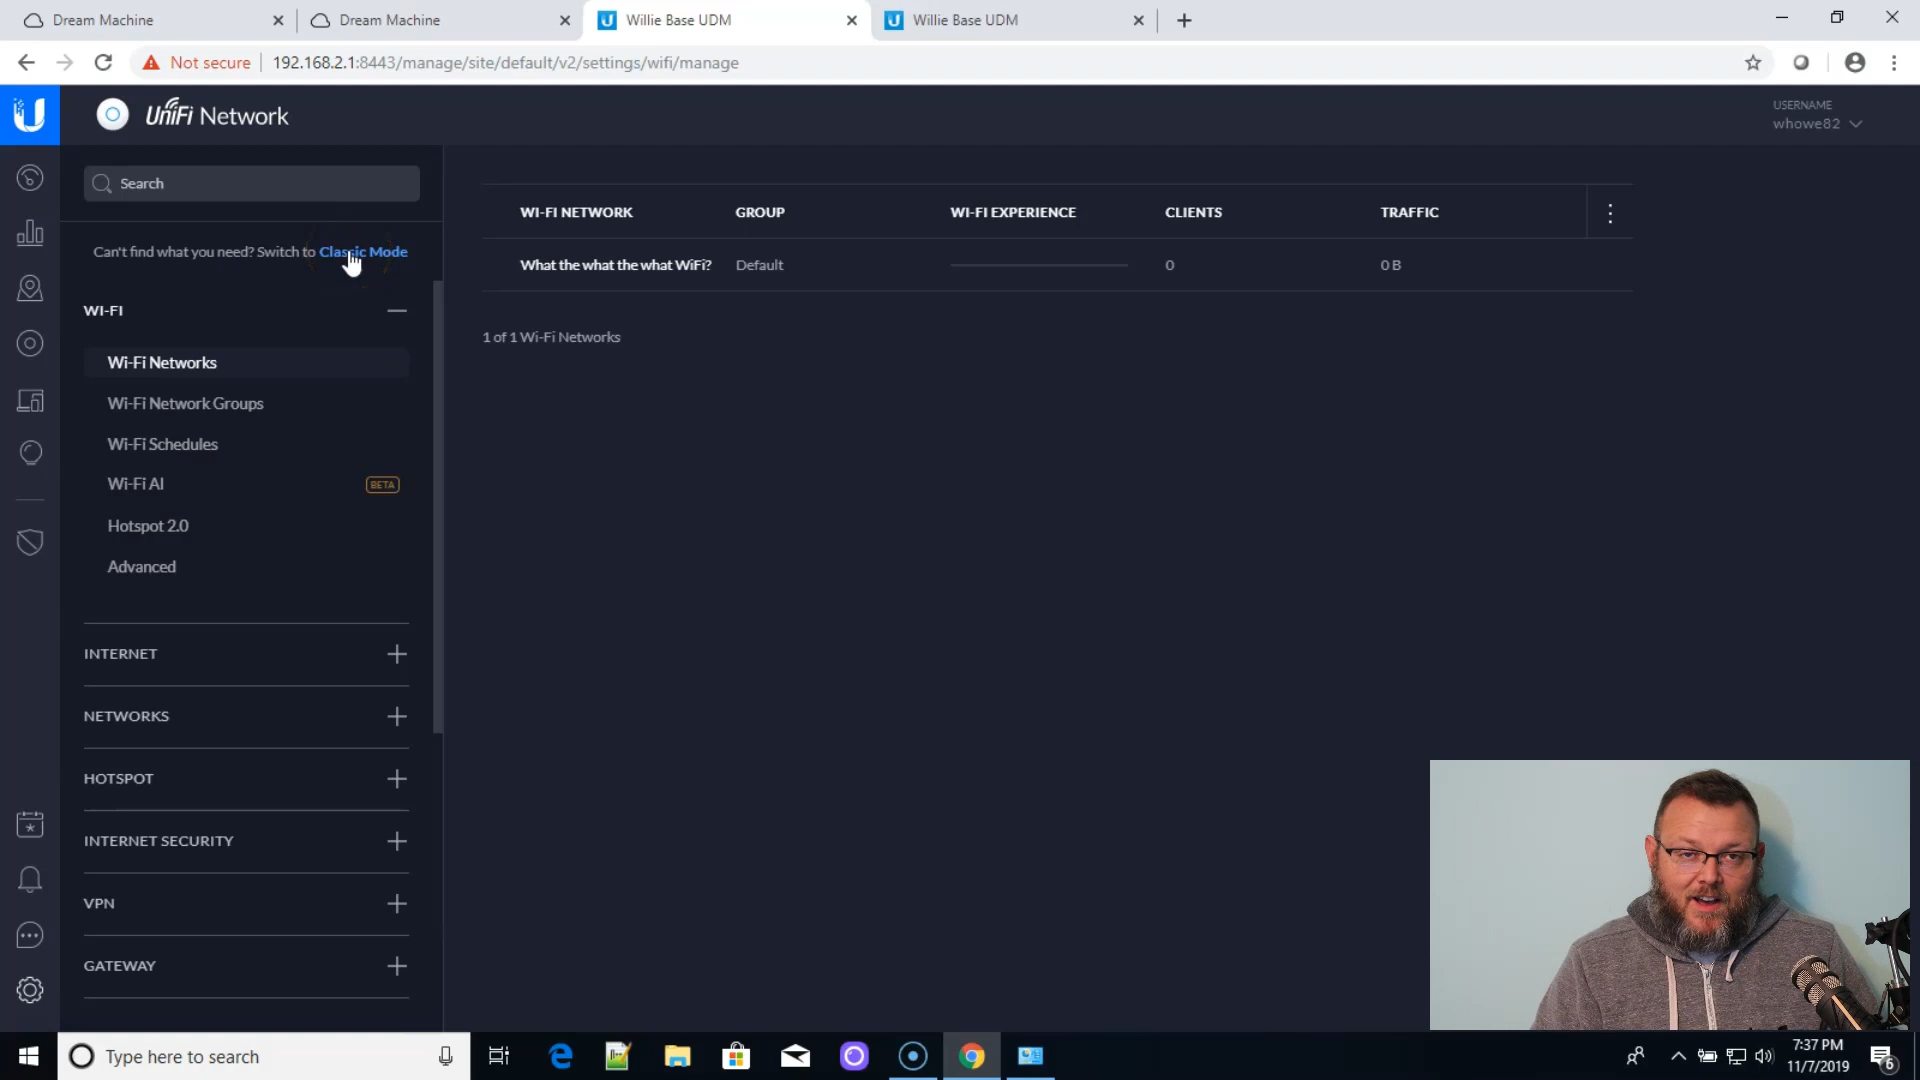 Dream Machine
Dream Machine
Willie Base UDM
Willie Base UDM
Not secure
192.168.2.1:8443/manage/site/default/v2/settings/wifi/manage
UniFi Network
USERNAME
whowe82
Search
Can't find what you need? Switch to Classic Mode
WI-FI
Wi-Fi Networks
Wi-Fi Network Groups
Wi-Fi Schedules
Wi-Fi AI
BETA
Hotspot 2.0
Advanced
INTERNET
NETWORKS
HOTSPOT
INTERNET SECURITY
VPN
GATEWAY
WI-FI NETWORK GROUP WI-FI EXPERIENCE CLIENTS TRAFFIC
What the what the what WiFi? Default 0 0 B
1 of 1 Wi-Fi Networks
Type here to search
7:37 PM
11/7/2019
6